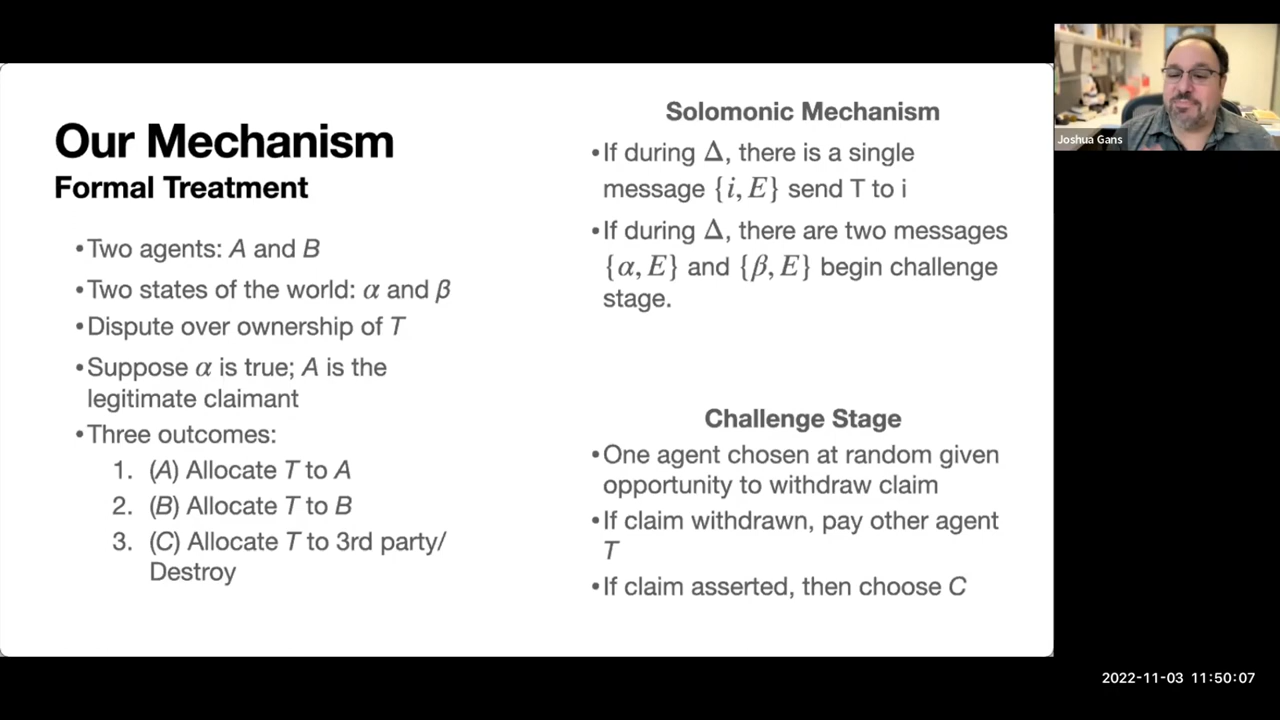 Our Mechanism
Formal Treatment
•Two agents: A and B
•Two states of the world: α and β
•Dispute over ownership of T
•Suppose α is true; A is the
legitimate claimant
•Three outcomes:
1. (A) Allocate T to A
2. (B) Allocate T to B
3. (C) Allocate T to 3rd party/
Destroy
Solomonic Mechanism
•If during Δ, there is a single
message {i, E} send T to i
•If during Δ, there are two messages
{α, E} and {β, E} begin challenge
stage.
Challenge Stage
•One agent chosen at random given
opportunity to withdraw claim
•If claim withdrawn, pay other agent
T
•If claim asserted, then choose C
Joshua Gans
2022-11-03 11:50:07